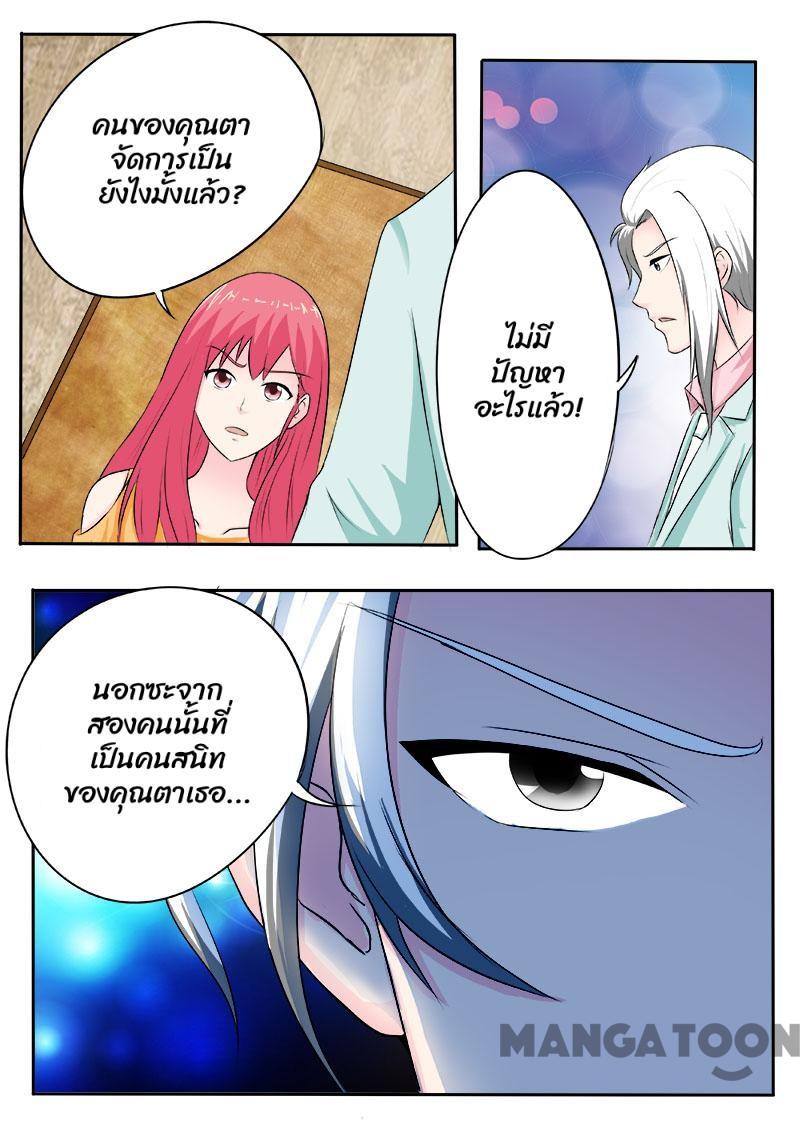 คนของคุณตา
จัดการเป็น
ยังไงมั้งแล้ว?
ไม่มี
ปัญหา
อะไรแล้ว!
นอกซะจาก
สองคนนั้นที่
เป็นคนสนิท
ของคุณตาเธอ...
MANGATOON